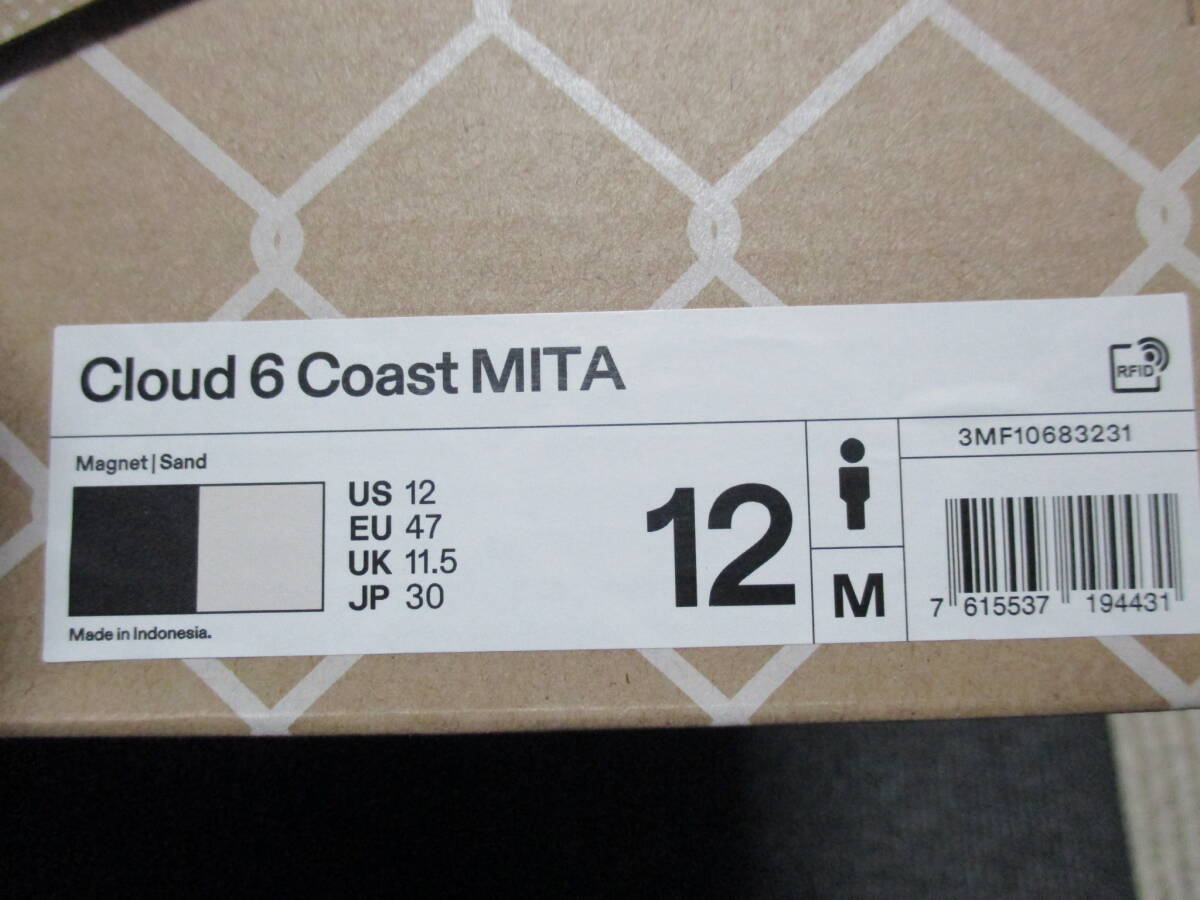 Cloud 6 Coast MITA
RFID
Magnet | Sand
US 12
EU 47
UK 11.5
JP 30
12
M
3MF10683231
7 615537 194431
Made in Indonesia.